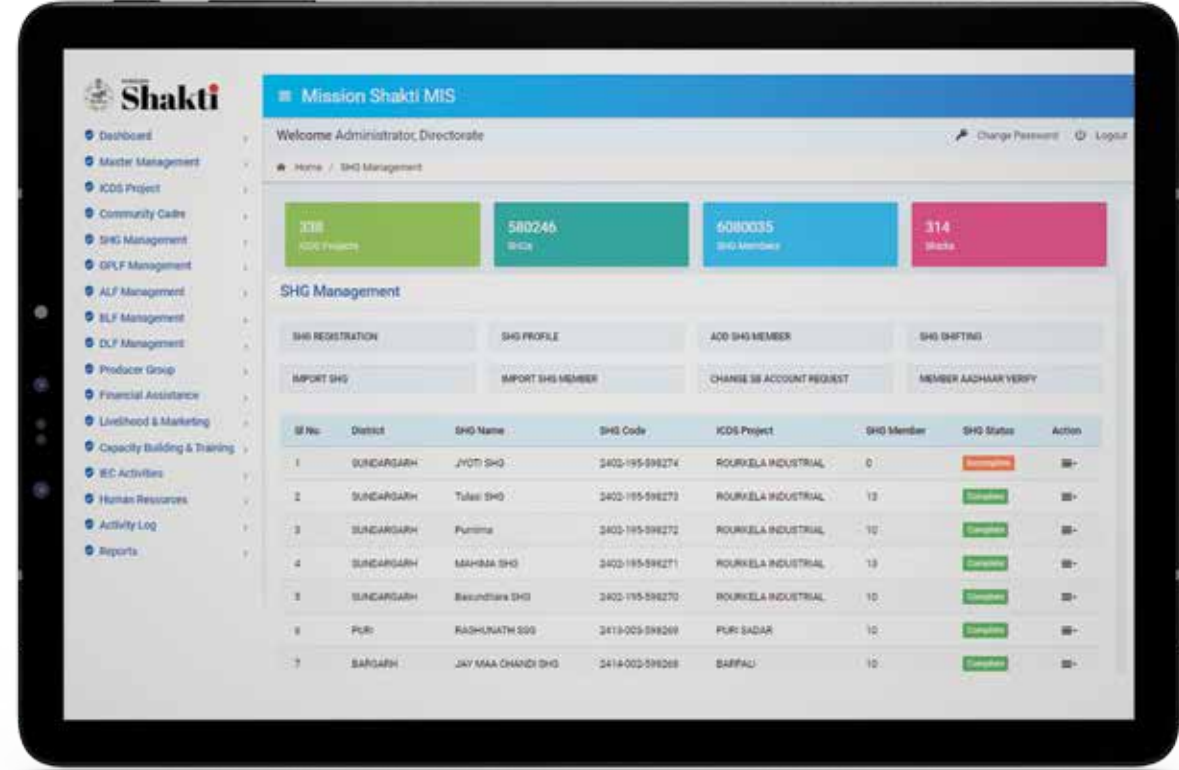 Shakti
Mission Shakti MIS
Welcome Administrator, Directorate
Change Password
Logout
Home / SHG Management
Dashboard
Master Management
ICDS Project
Community Cadre
SHG Management
GPLF Management
ALF Management
BLF Management
DLF Management
Producer Group
Financial Assistance
Livelihood & Marketing
Capacity Building & Training
IEC Activities
Human Resources
Activity Log
Reports
338
ICDS Projects
580246
SHGs
6080035
SHG Members
314
Blocks
SHG Management
SHG REGISTRATION
SHG PROFILE
ADD SHG MEMBER
SHG SHIFTING
IMPORT SHG
IMPORT SHG MEMBER
CHANGE SB ACCOUNT REQUEST
MEMBER AADHAAR VERIFY
Sl No. District SHG Name SHG Code ICDS Project SHG Member SHG Status Action
1 SUNDARGARH JYOTI SHG 2402-195-598274 ROURKELA INDUSTRIAL 0 Incomplete
2 SUNDARGARH Tulasi SHG 2402-195-598273 ROURKELA INDUSTRIAL 13 Complete
3 SUNDARGARH Purnima 2402-195-598272 ROURKELA INDUSTRIAL 10 Complete
4 SUNDARGARH MAHIMA SHG 2402-195-598271 ROURKELA INDUSTRIAL 13 Complete
5 SUNDARGARH Basundhara SHG 2402-195-598270 ROURKELA INDUSTRIAL 10 Complete
6 PURI RAGHUNATH SSG 2413-003-598269 PURI SADAR 10 Complete
7 BARGARH JAY MAA CHANDI SHG 2414-002-598268 BARPALI 10 Complete